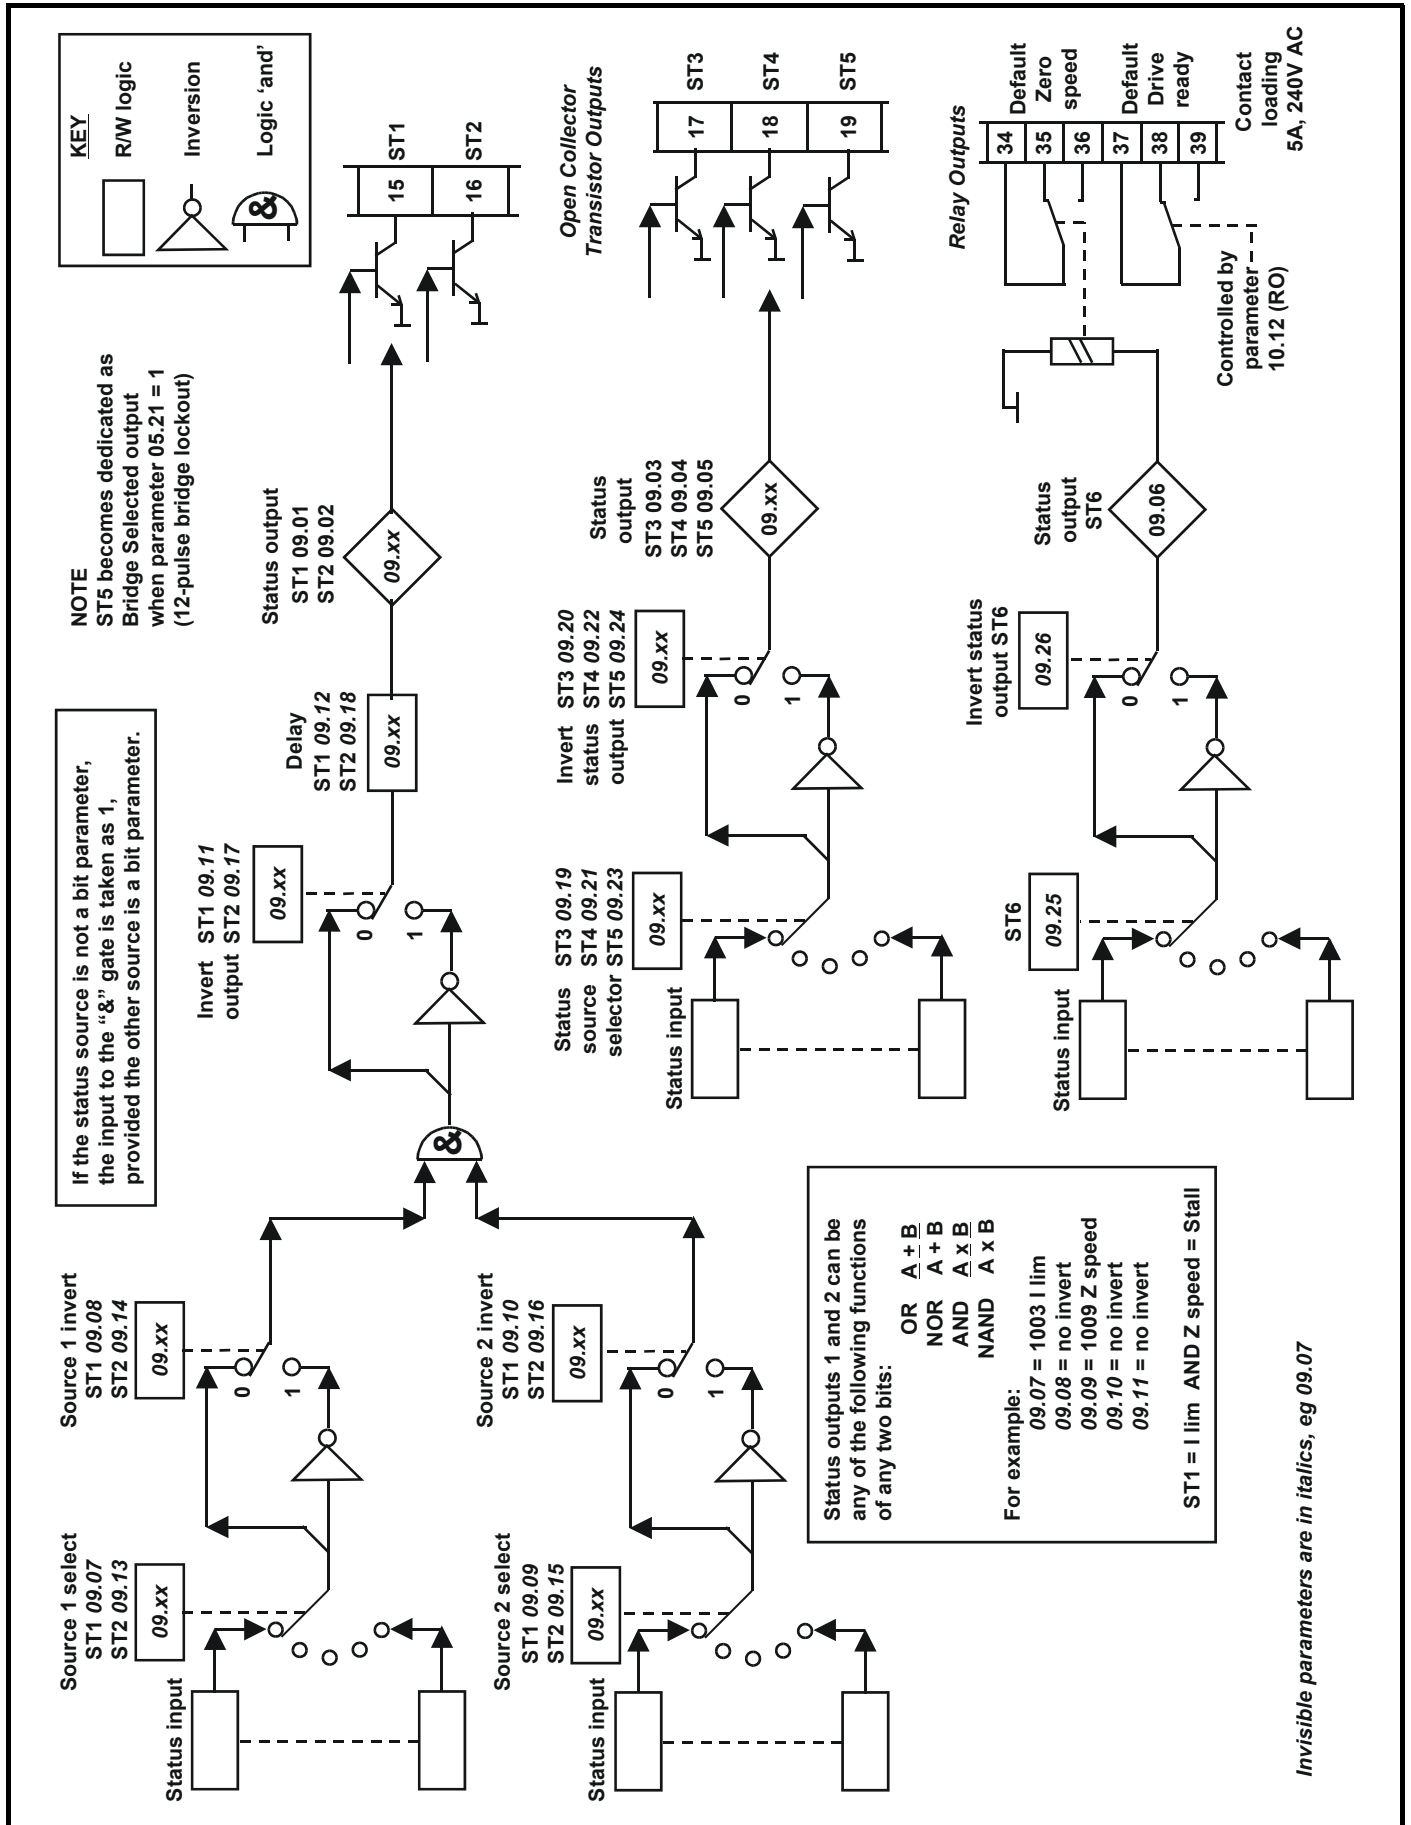 KEY
R/W logic
Inversion
Logic ‘and’
&
NOTE
ST5 becomes dedicated as
Bridge Selected output
when parameter 05.21 = 1
(12-pulse bridge lockout)
If the status source is not a bit parameter,
the input to the “&” gate is taken as 1,
provided the other source is a bit parameter.
Source 1 select
ST1 09.07
ST2 09.13
09.xx
Status input
Source 1 invert
ST1 09.08
ST2 09.14
09.xx
0
1
Source 2 select
ST1 09.09
ST2 09.15
09.xx
Status input
Source 2 invert
ST1 09.10
ST2 09.16
09.xx
0
1
&
Invert ST1 09.11
output ST2 09.17
09.xx
0
1
Delay
ST1 09.12
ST2 09.18
09.xx
Status output
ST1 09.01
ST2 09.02
09.xx
15
16
ST1
ST2
Status ST3 09.19
source ST4 09.21
selector ST5 09.23
09.xx
Status input
Invert ST3 09.20
status ST4 09.22
output ST5 09.24
09.xx
0
1
Status
output
ST3 09.03
ST4 09.04
ST5 09.05
09.xx
Open Collector
Transistor Outputs
17
18
19
ST3
ST4
ST5
ST6
09.25
Status input
Invert status
output ST6
09.26
0
1
Status
output
ST6
09.06
Relay Outputs
34
35
36
37
38
39
Default
Zero
speed
Default
Drive
ready
Contact
loading
5A, 240V AC
Controlled by
parameter
10.12 (RO)
Status outputs 1 and 2 can be
any of the following functions
of any two bits:
OR A + B
NOR A + B
AND A x B
NAND A x B
For example:
09.07 = 1003 I lim
09.08 = no invert
09.09 = 1009 Z speed
09.10 = no invert
09.11 = no invert
ST1 = I lim AND Z speed = Stall
Invisible parameters are in italics, eg 09.07